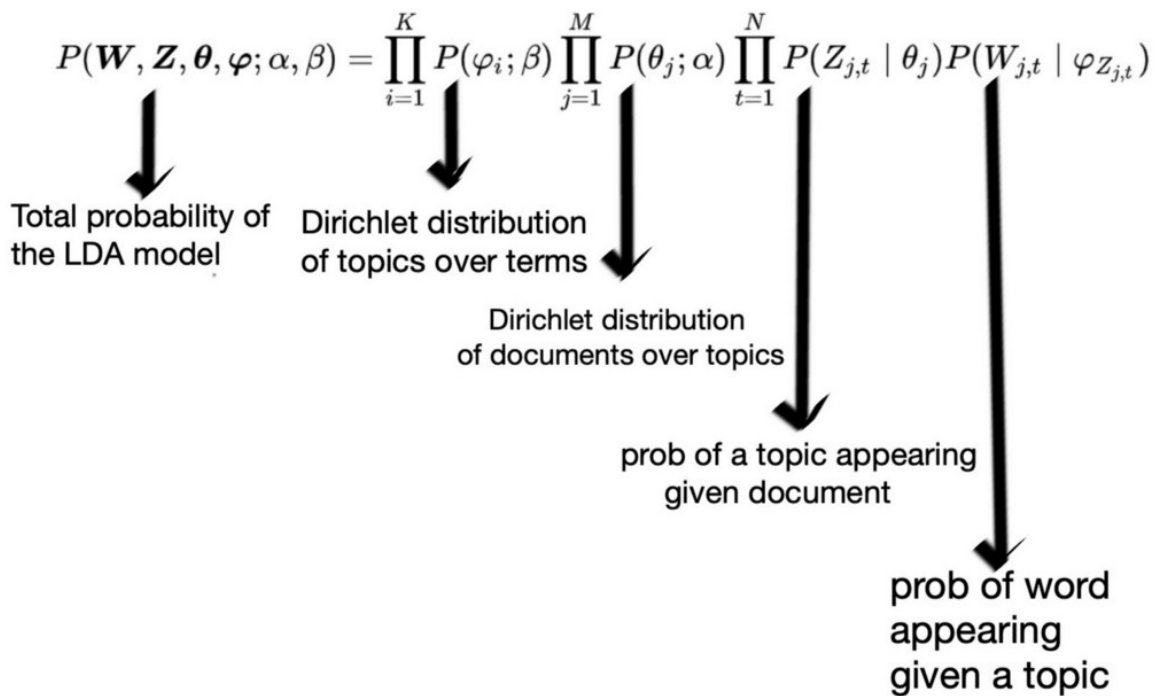 P(W, Z, θ, φ; α, β) = ∏_{i=1}^{K} P(φ_i; β) ∏_{j=1}^{M} P(θ_j; α) ∏_{t=1}^{N} P(Z_{j,t} | θ_j)P(W_{j,t} | φ_{Z_{j,t}})
Total probability of
the LDA model
Dirichlet distribution
of topics over terms
Dirichlet distribution
of documents over topics
prob of a topic appearing
given document
prob of word
appearing
given a topic